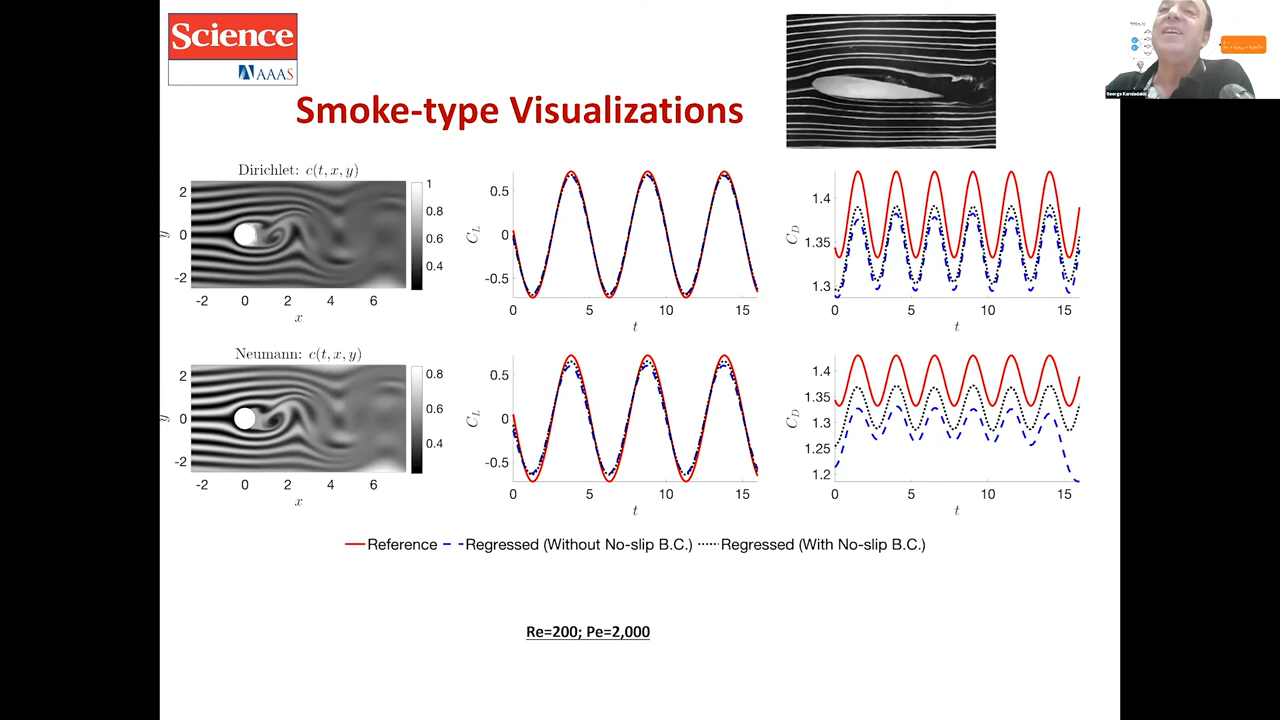 Science
AAAS
Smoke-type Visualizations
George Karniadakis
Dirichlet: c(t, x, y)
2
0
-2
y
-2 0 2 4 6
x
1
0.8
0.6
0.4
0.5
0
-0.5
C_L
0 5 10 15
t
1.4
1.35
1.3
C_D
0 5 10 15
t
Neumann: c(t, x, y)
2
0
-2
y
-2 0 2 4 6
x
0.8
0.6
0.4
0.5
0
-0.5
C_L
0 5 10 15
t
1.4
1.35
1.3
1.25
1.2
C_D
0 5 10 15
t
Reference Regressed (Without No-slip B.C.) Regressed (With No-slip B.C.)
Re=200; Pe=2,000